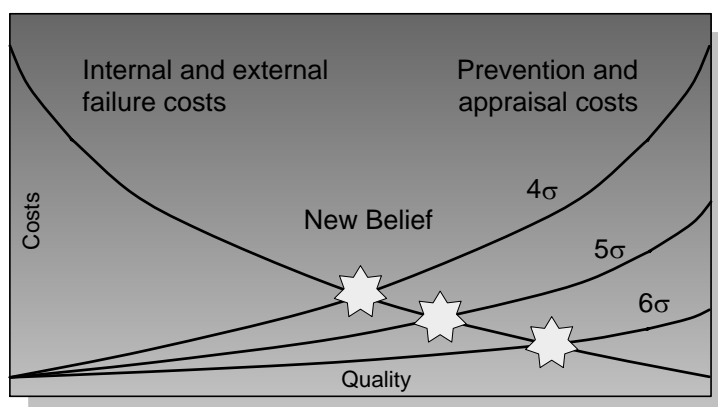 Internal and external
failure costs
Prevention and
appraisal costs
4σ
New Belief
5σ
6σ
Costs
Quality